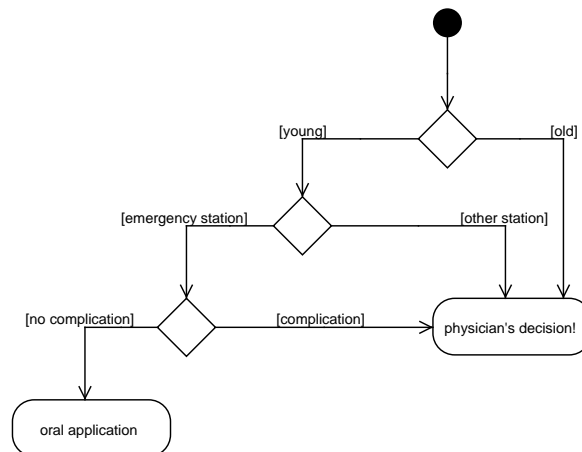 [young]
[old]
[emergency station]
[other station]
[no complication]
[complication]
physician's decision!
oral application